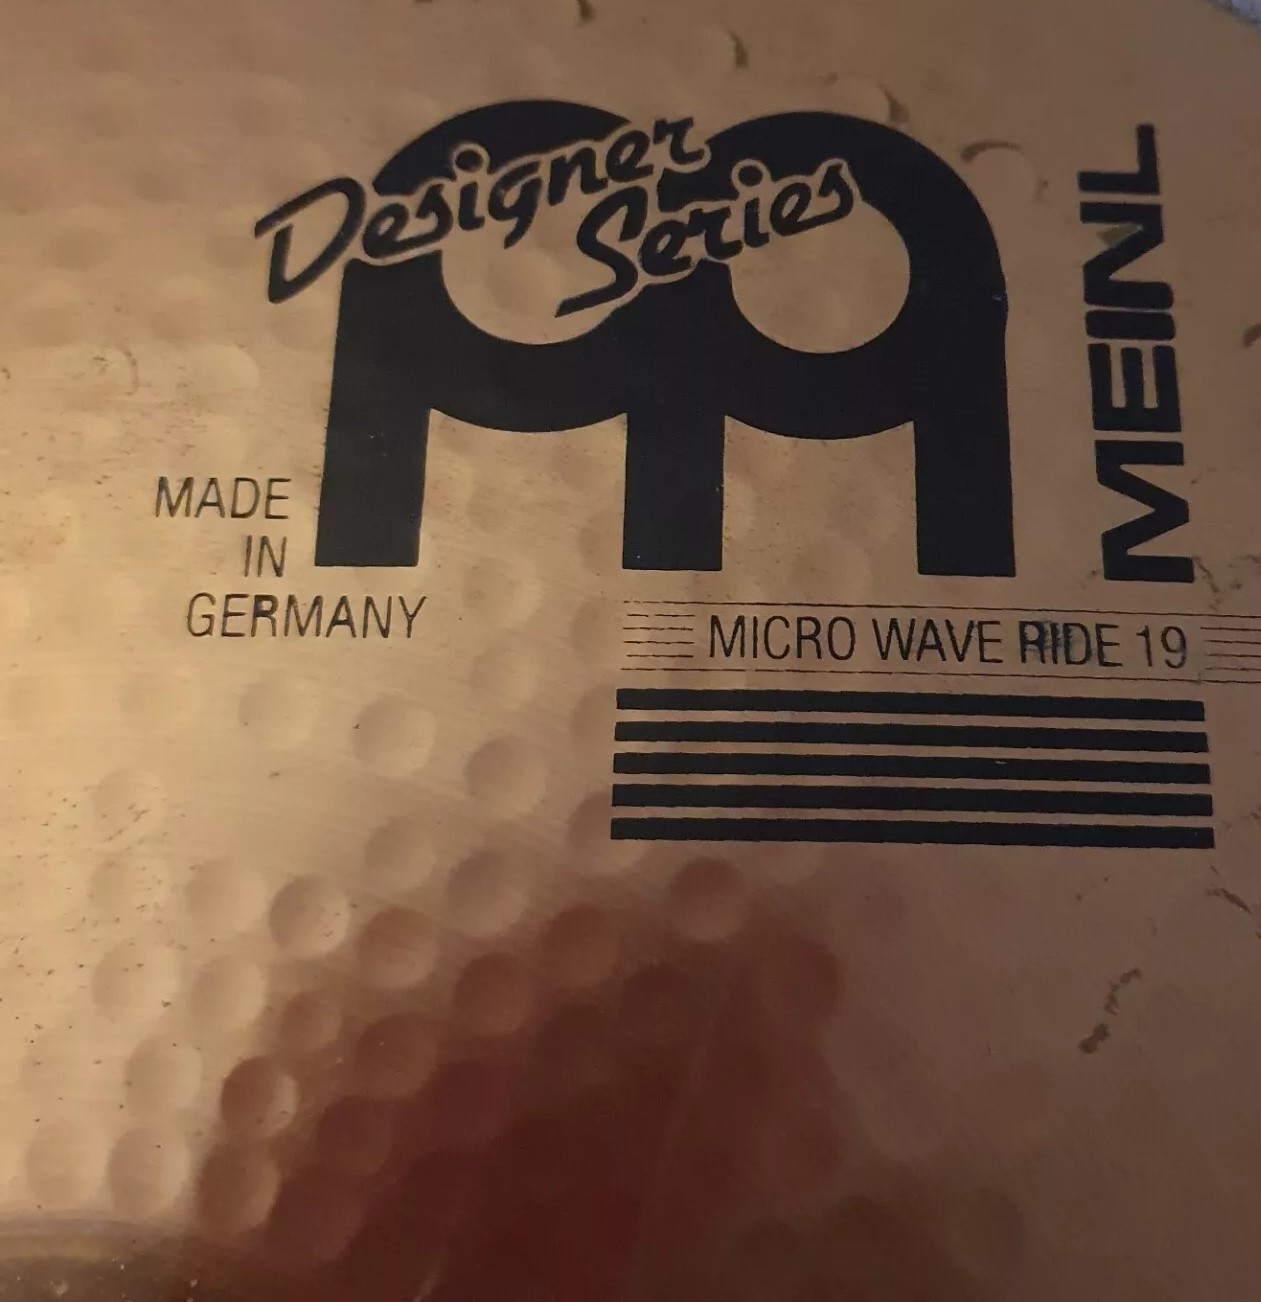 Designer
Series
MEINL
MADE
IN
GERMANY
MICRO WAVE RIDE 19